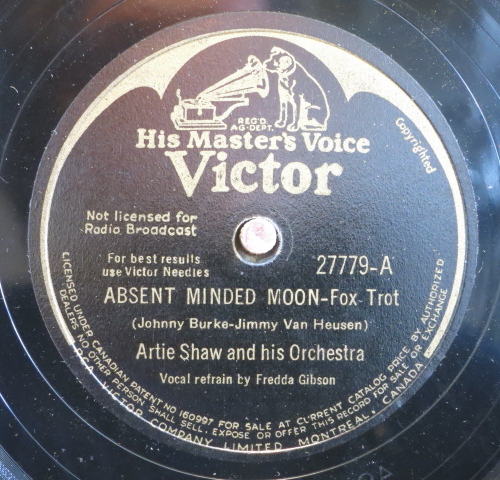 REG'D
AG-DEPT.
His Master's Voice
Victor
Copyrighted
Not licensed for
Radio Broadcast
For best results
use Victor Needles
27779-A
ABSENT MINDED MOON-Fox Trot
(Johnny Burke-Jimmy Van Heusen)
Artie Shaw and his Orchestra
Vocal refrain by Fredda Gibson
LICENSED UNDER CANADIAN PATENT NO 160997 FOR SALE AT CURRENT CATALOG PRICE BY AUTHORIZED
DEALERS NO OTHER PERSON SHALL SELL, EXPOSE OR OFFER THIS RECORD FOR SALE OR EXCHANGE
RCA VICTOR COMPANY LIMITED MONTREAL, CANADA